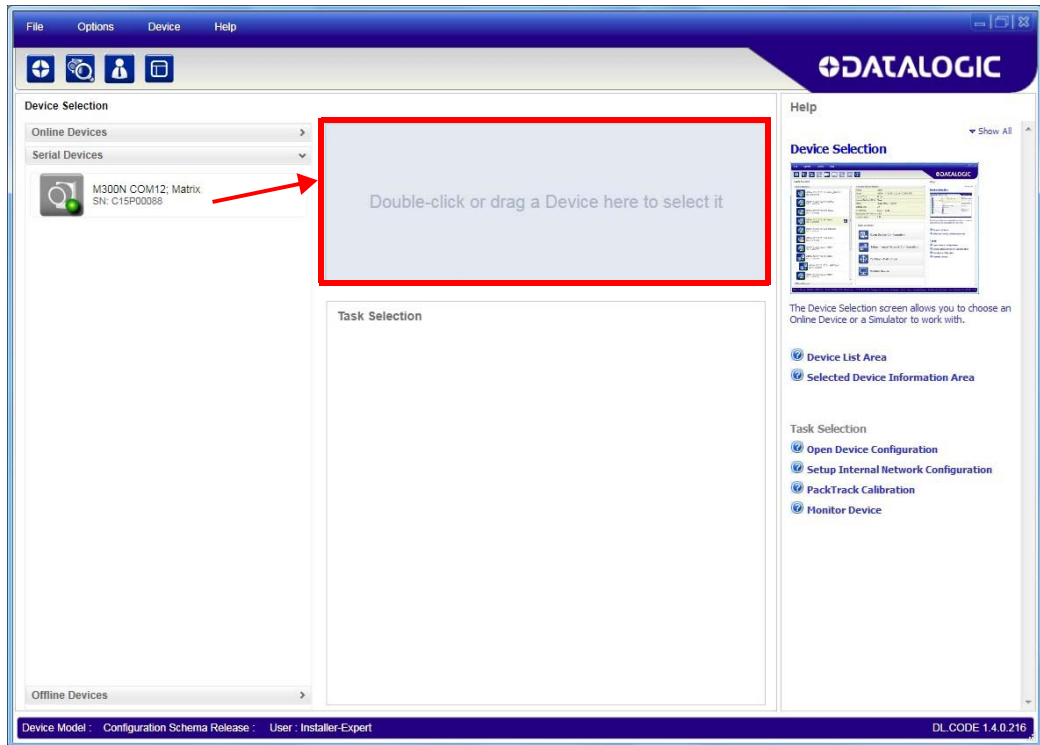 File Options Device Help
DATALOGIC
Device Selection
Online Devices
Serial Devices
M300N COM12; Matrix
SN: C15P00088
Offline Devices
Double-click or drag a Device here to select it
Task Selection
Help
Show All
Device Selection
The Device Selection screen allows you to choose an
Online Device or a Simulator to work with.
Device List Area
Selected Device Information Area
Task Selection
Open Device Configuration
Setup Internal Network Configuration
PackTrack Calibration
Monitor Device
Device Model : Configuration Schema Release : User : Installer-Expert DL.CODE 1.4.0.216